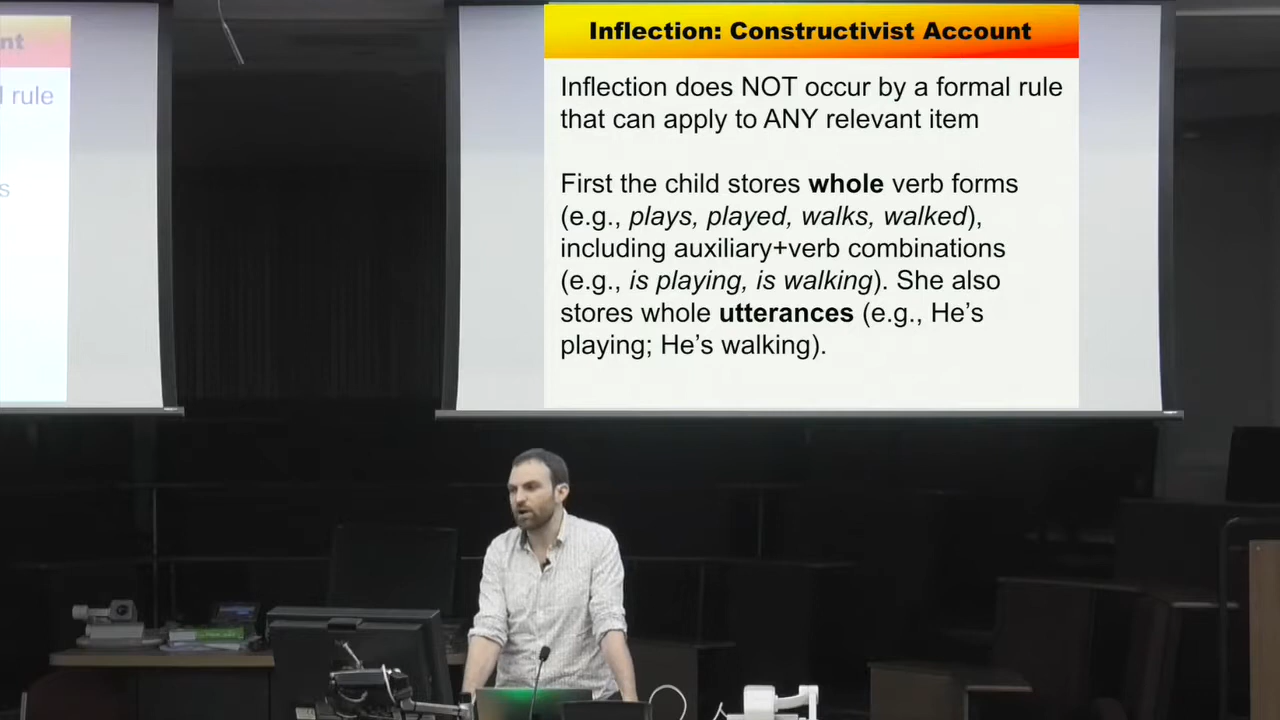 nt
rule
s
Inflection: Constructivist Account
Inflection does NOT occur by a formal rule
that can apply to ANY relevant item
First the child stores whole verb forms
(e.g., plays, played, walks, walked),
including auxiliary+verb combinations
(e.g., is playing, is walking). She also
stores whole utterances (e.g., He’s
playing; He’s walking).